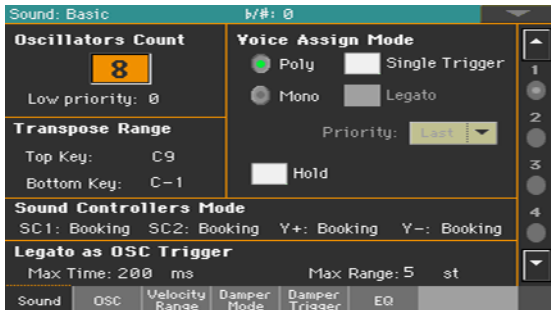 Sound: Basic ♭/#: 0
Oscillators Count
8
Low priority: 0
Voice Assign Mode
Poly Single Trigger
Mono Legato
Priority: Last
Hold
Transpose Range
Top Key: C9
Bottom Key: C-1
Sound Controllers Mode
SC1: Booking SC2: Booking Y+: Booking Y-: Booking
Legato as OSC Trigger
Max Time: 200 ms Max Range: 5 st
1
2
3
4
Sound OSC Velocity Range Damper Mode Damper Trigger EQ